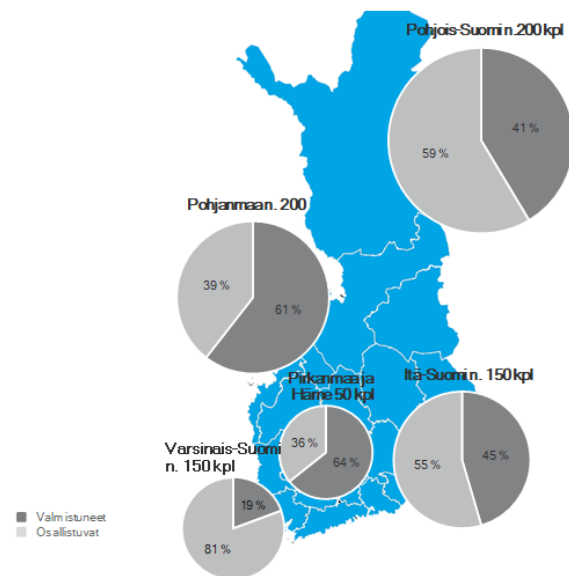 Pohjois-Suomi n. 200 kpl
41 %
59 %
Pohjanmaa n. 200
39 %
61 %
Pirkanmaa ja
Häme 50 kpl
36 %
64 %
Itä-Suomi n. 150 kpl
55 %
45 %
Varsinais-Suomi
n. 150 kpl
19 %
81 %
Valmistuneet
Osallistuvat